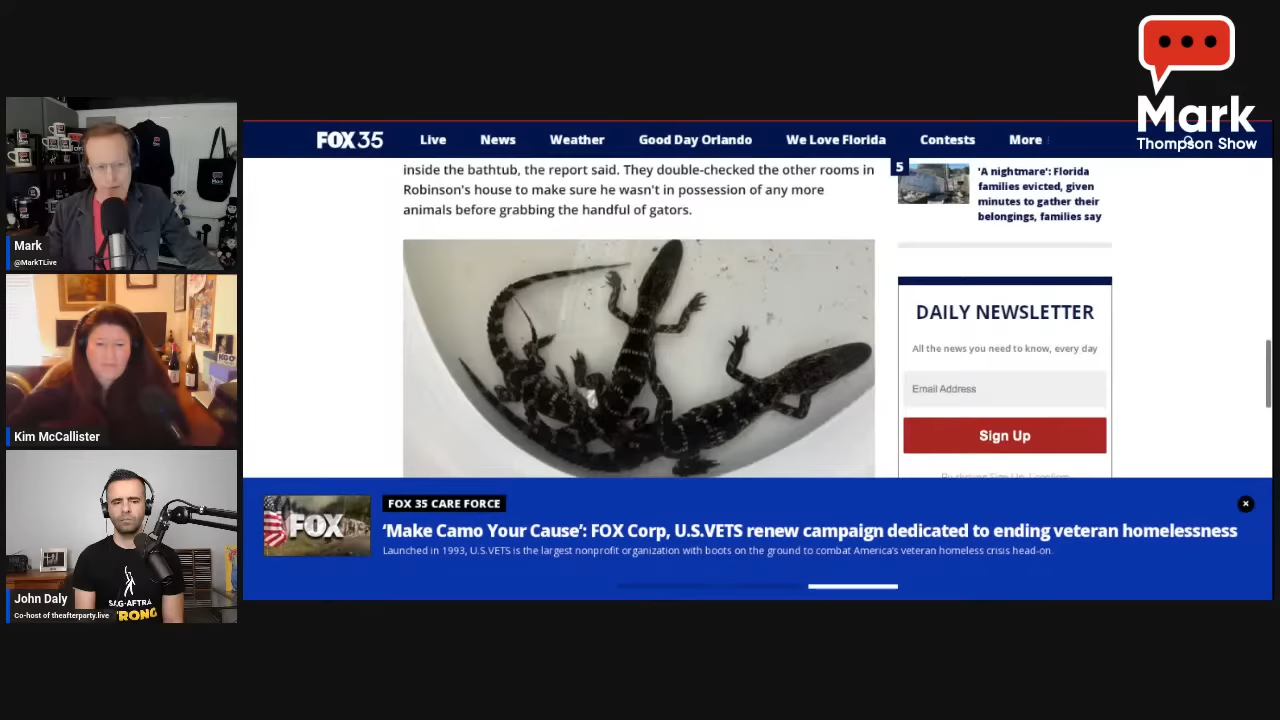 Mark
Thompson Show
FOX 35
Live
News
Weather
Good Day Orlando
We Love Florida
Contests
More
inside the bathtub, the report said. They double-checked the other rooms in
Robinson's house to make sure he wasn't in possession of any more
animals before grabbing the handful of gators.
5
'A nightmare': Florida
families evicted, given
minutes to gather their
belongings, families say
DAILY NEWSLETTER
All the news you need to know, every day
Email Address
Sign Up
FOX
FOX 35 CARE FORCE
‘Make Camo Your Cause’: FOX Corp, U.S.VETS renew campaign dedicated to ending veteran homelessness
Launched in 1993, U.S.VETS is the largest nonprofit organization with boots on the ground to combat America’s veteran homeless crisis head-on.
Mark
@MarkTLive
KGO
Kim McCallister
SAG-AFTRA
STRONG
John Daly
Co-host of theafterparty.live